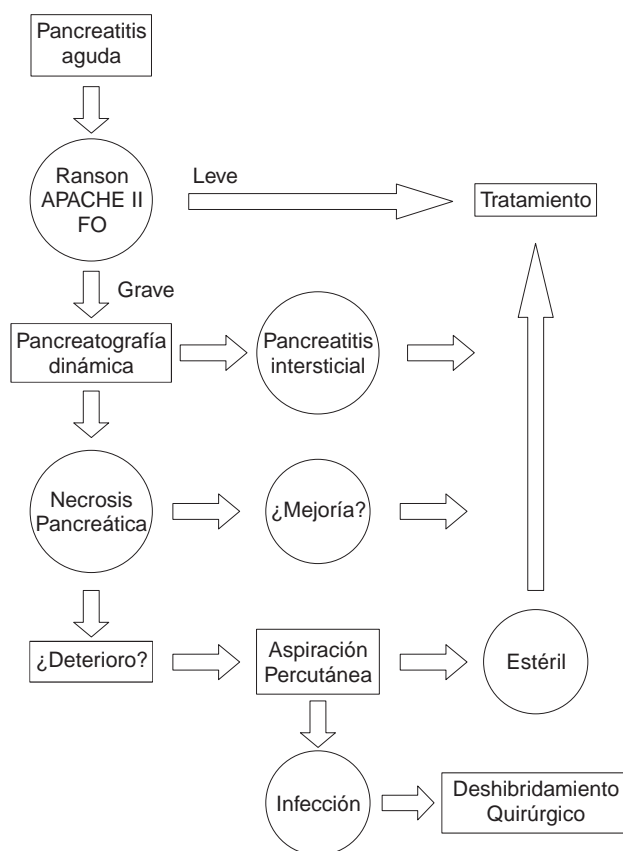 Pancreatitis
aguda
Ranson
APACHE II
FO
Leve
Tratamiento
Grave
Pancreatografía
dinámica
Pancreatitis
intersticial
Necrosis
Pancreática
¿Mejoría?
¿Deterioro?
Aspiración
Percutánea
Estéril
Infección
Deshibridamiento
Quirúrgico